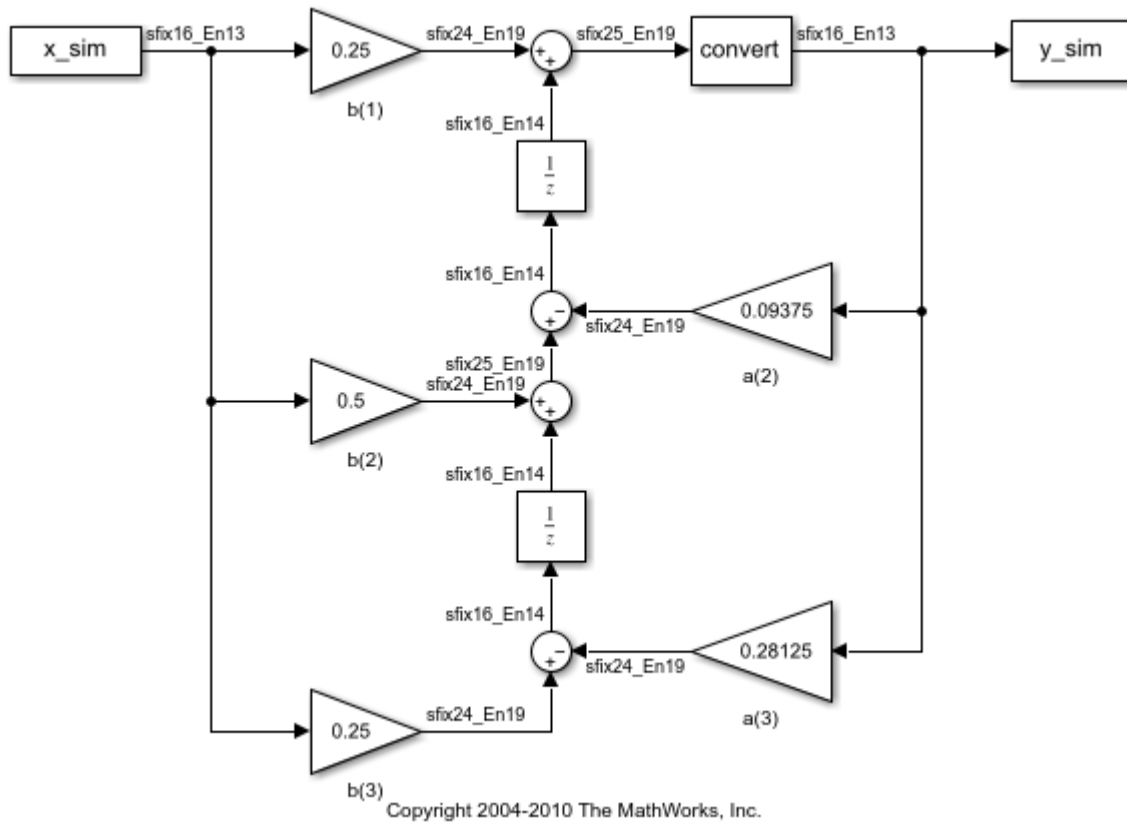 x_sim
sfix16_En13
0.25
b(1)
sfix24_En19
+
+
sfix25_En19
convert
sfix16_En13
y_sim
sfix16_En14
1
z
sfix16_En14
−
+
sfix24_En19
0.09375
a(2)
sfix25_En19
sfix24_En19
0.5
b(2)
+
+
sfix16_En14
1
z
sfix16_En14
−
+
sfix24_En19
0.28125
a(3)
sfix24_En19
0.25
b(3)
Copyright 2004-2010 The MathWorks, Inc.